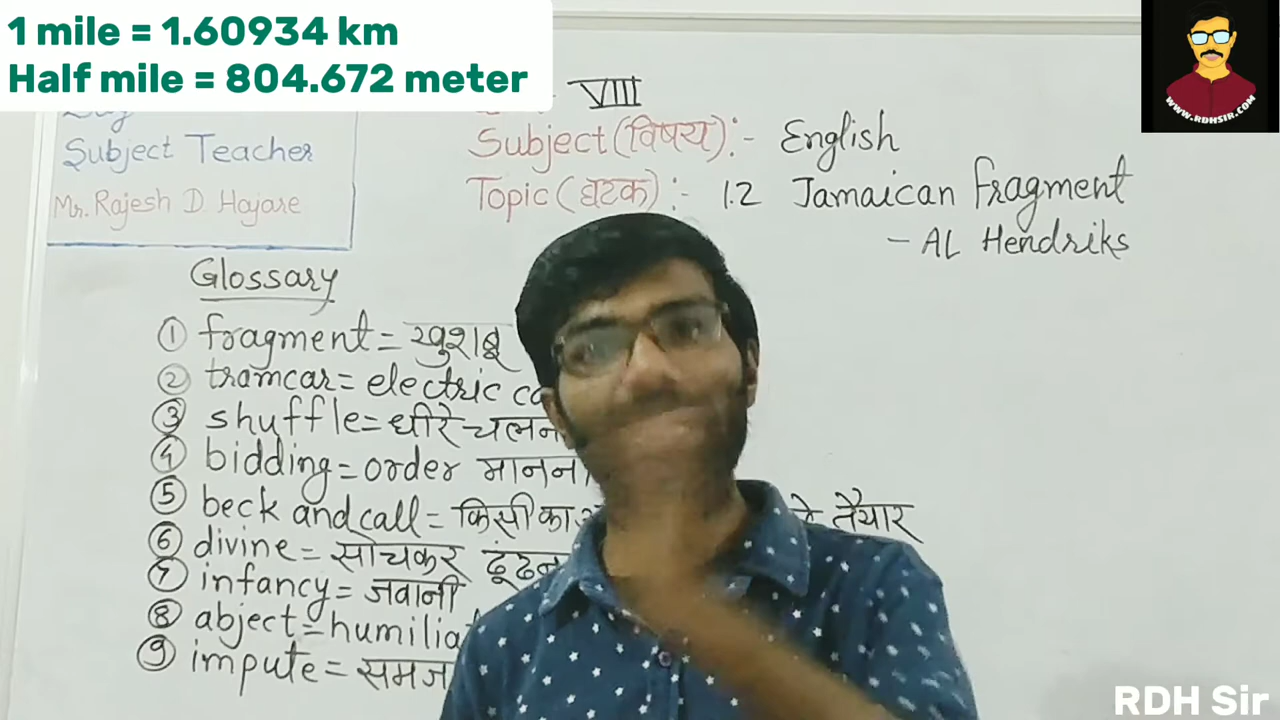 1 mile = 1.60934 km
Half mile = 804.672 meter
WWW.RDHSIR.COM
VIII
Subject Teacher
Mr. Rajesh D. Hajare
Subject (विषय):- English
Topic (घटक):- 1.2 Jamaican Fragment
- AL Hendriks
Glossary
① fragment = खुशबू
② tramcar = electric
③ shuffle = धीरे
④ bidding = order मानना
⑤ beck and call = किसी का तैयार
⑥ divine = सोचकर
⑦ infancy = जवानी
⑧ abject =
⑨ impute =
RDH Sir